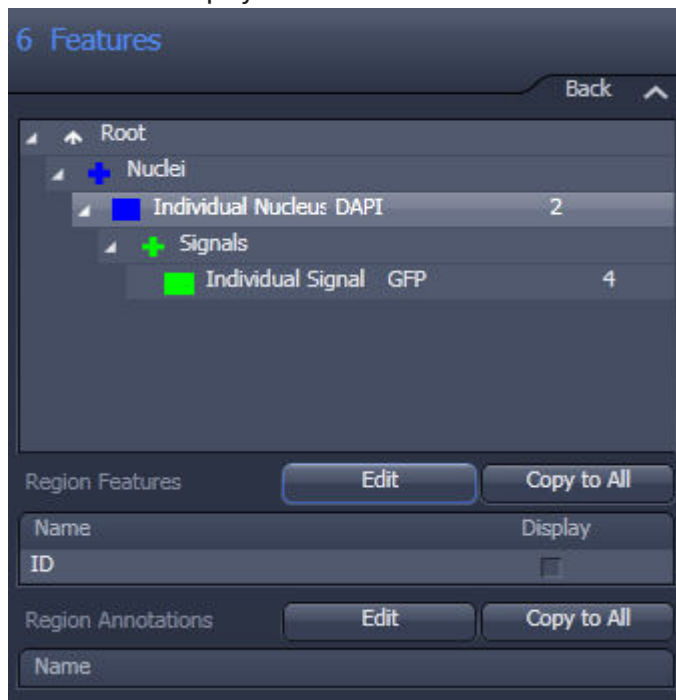 6 Features
Back
Root
Nuclei
Individual Nucleus DAPI 2
Signals
Individual Signal GFP 4
Region Features Edit Copy to All
Name Display
ID
Region Annotations Edit Copy to All
Name